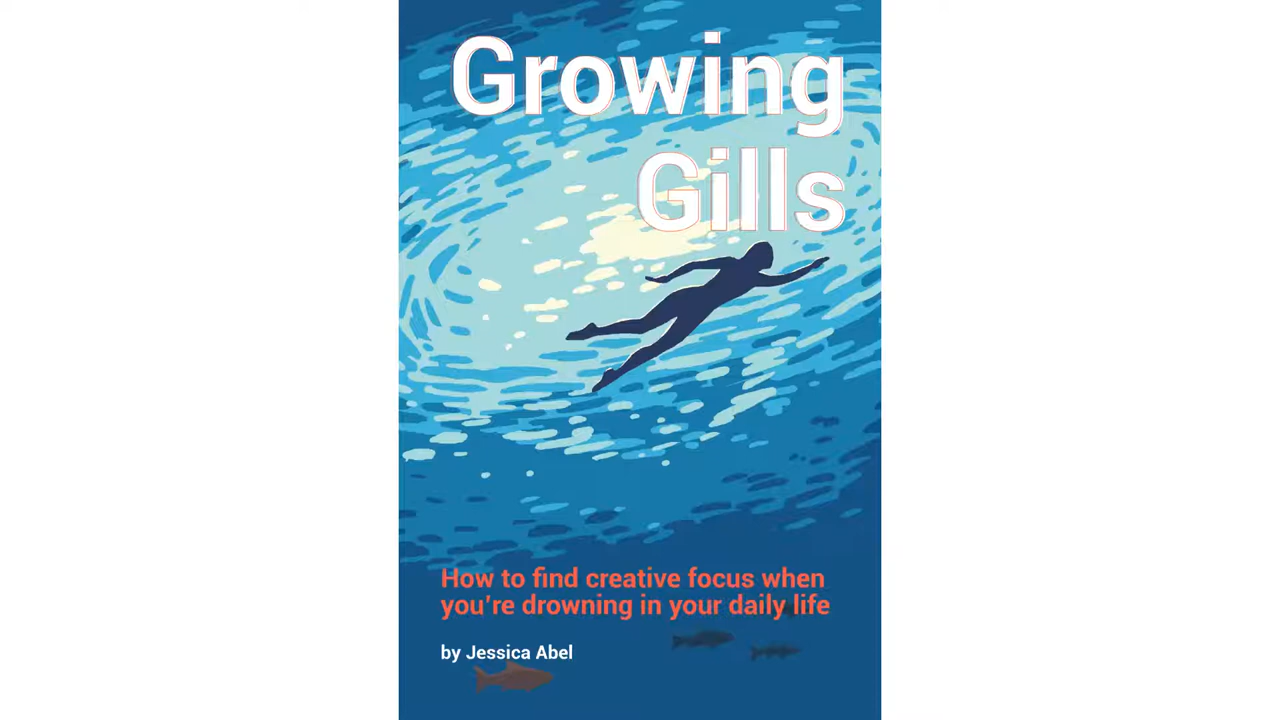 Growing
Gills
How to find creative focus when
you're drowning in your daily life
by Jessica Abel